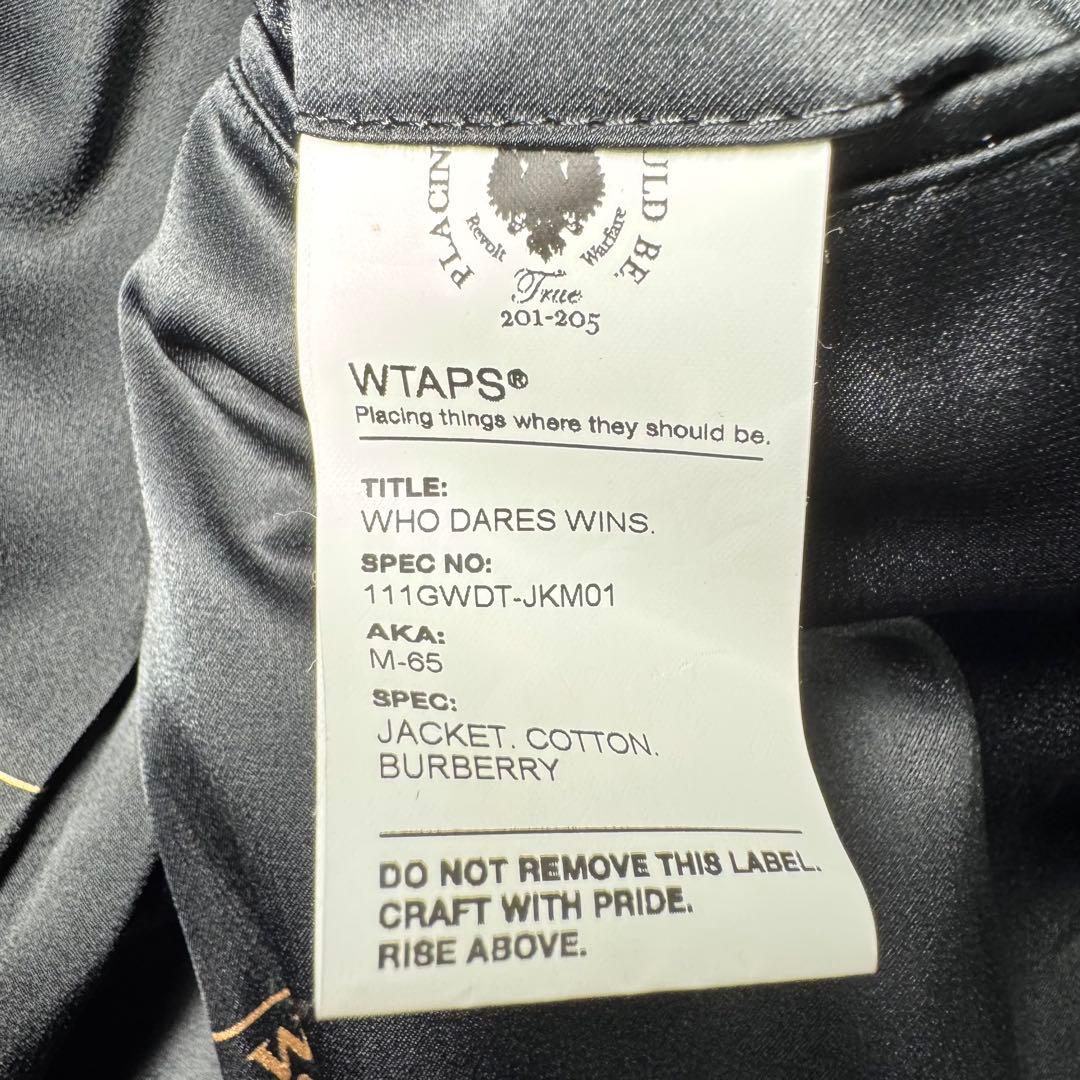 PLACIN
ULD BE.
Revolt
Warfare
True
201-205
WTAPS®
Placing things where they should be.
TITLE:
WHO DARES WINS.
SPEC NO:
111GWDT-JKM01
AKA:
M-65
SPEC:
JACKET. COTTON.
BURBERRY
DO NOT REMOVE THIS LABEL.
CRAFT WITH PRIDE.
RISE ABOVE.